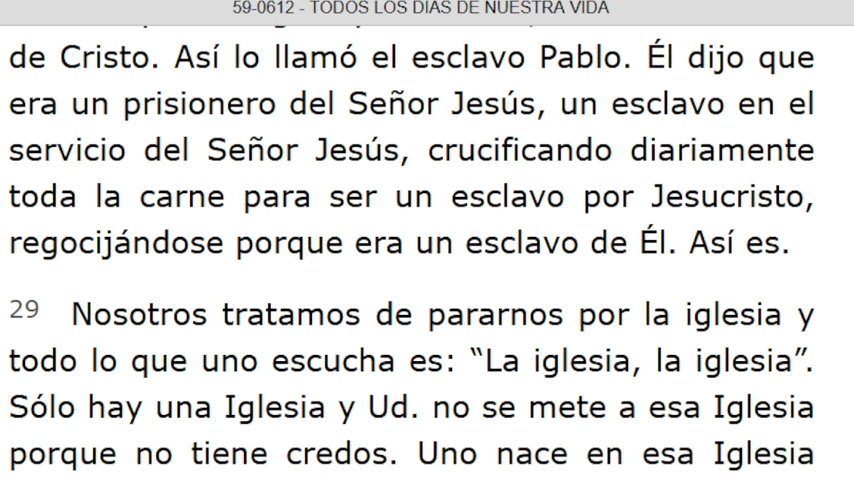 59-0612 - TODOS LOS DIAS DE NUESTRA VIDA
de Cristo. Así lo llamó el esclavo Pablo. Él dijo que
era un prisionero del Señor Jesús, un esclavo en el
servicio del Señor Jesús, crucificando diariamente
toda la carne para ser un esclavo por Jesucristo,
regocijándose porque era un esclavo de Él. Así es.
29 Nosotros tratamos de pararnos por la iglesia y
todo lo que uno escucha es: “La iglesia, la iglesia”.
Sólo hay una Iglesia y Ud. no se mete a esa Iglesia
porque no tiene credos. Uno nace en esa Iglesia